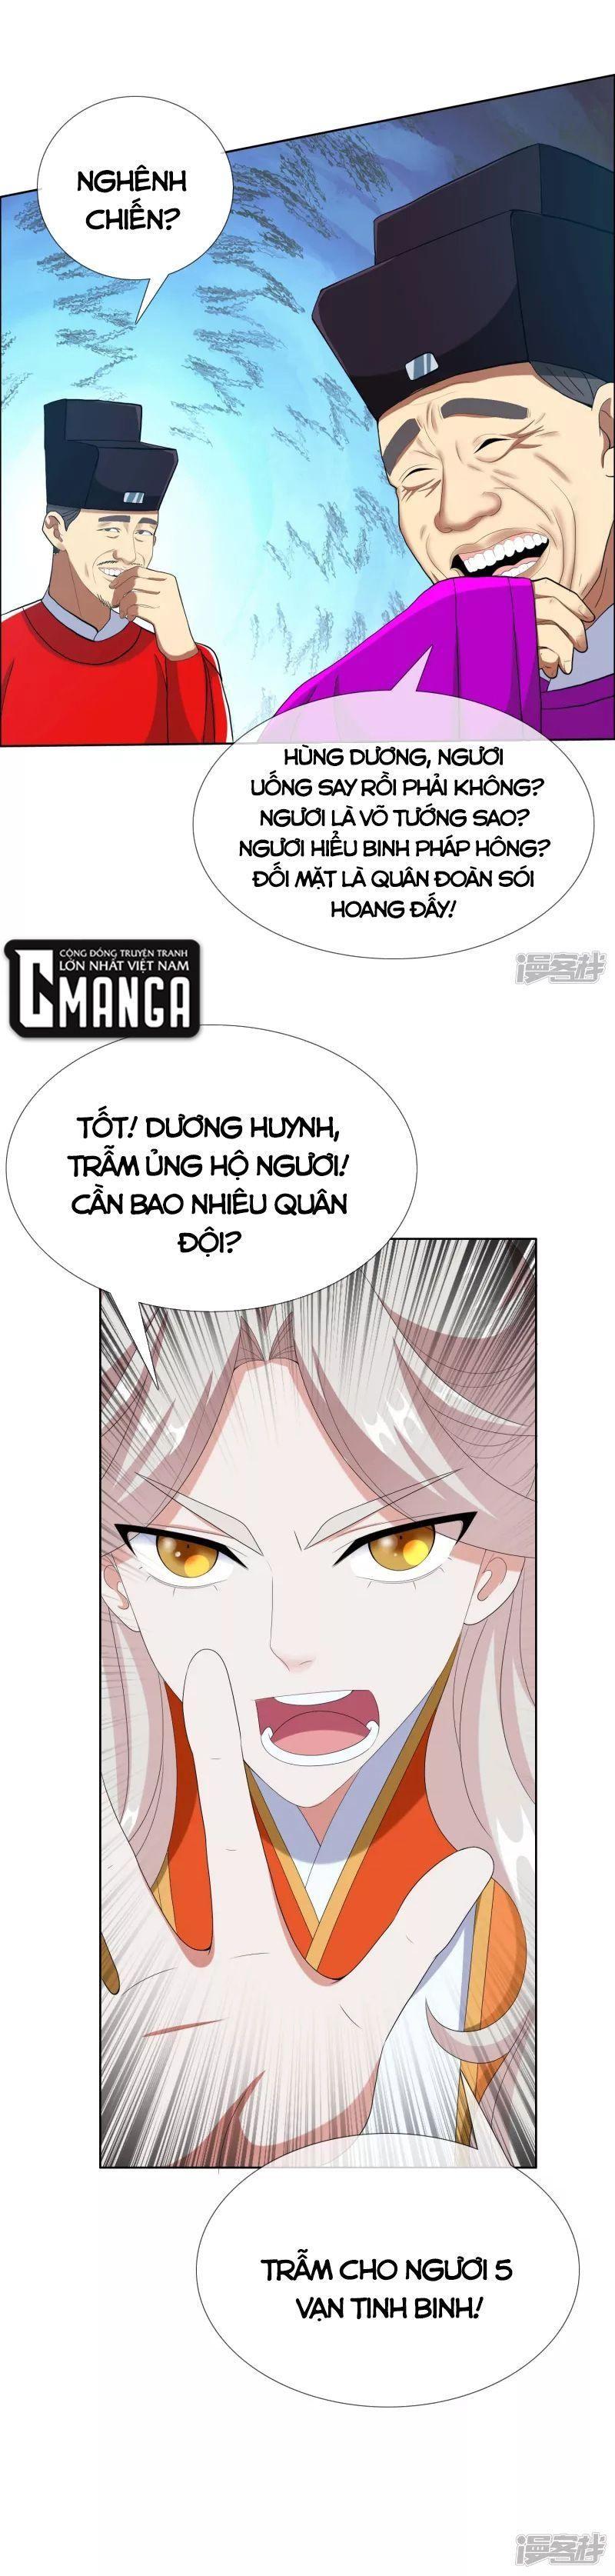 NGHÊNH
CHIẾN?
HÙNG DƯƠNG, NGƯƠI
UỐNG SAY RỒI PHẢI KHÔNG?
NGƯƠI LÀ VÕ TƯỚNG SAO?
NGƯƠI HIỂU BINH PHÁP HÔNG?
ĐỐI MẶT LÀ QUÂN ĐOÀN SÓI
HOANG ĐẤY!
漫客栈
CỘNG ĐỒNG TRUYỆN TRANH
LỚN NHẤT VIỆT NAM
CMANGA
TỐT! DƯƠNG HUYNH,
TRẪM ỦNG HỘ NGƯƠI!
CẦN BAO NHIÊU QUÂN
ĐỘI?
TRẪM CHO NGƯƠI 5
VẠN TINH BINH!
漫客栈